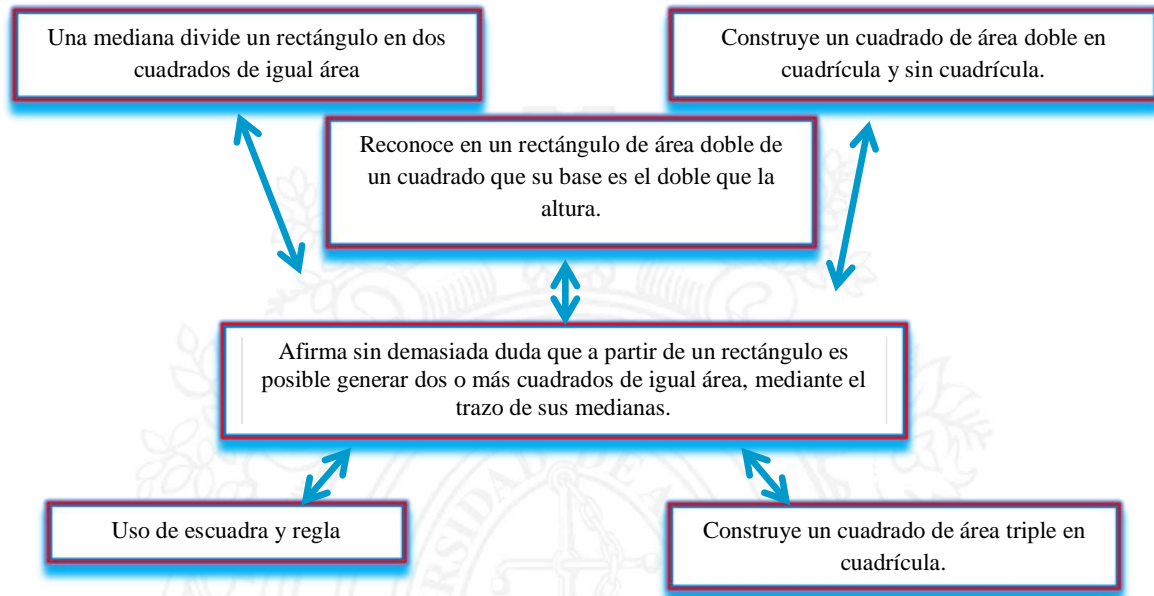 Una mediana divide un rectángulo en dos
cuadrados de igual área
Construye un cuadrado de área doble en
cuadrícula y sin cuadrícula.
Reconoce en un rectángulo de área doble de
un cuadrado que su base es el doble que la
altura.
Afirma sin demasiada duda que a partir de un rectángulo es
posible generar dos o más cuadrados de igual área, mediante el
trazo de sus medianas.
Uso de escuadra y regla
Construye un cuadrado de área triple en
cuadrícula.